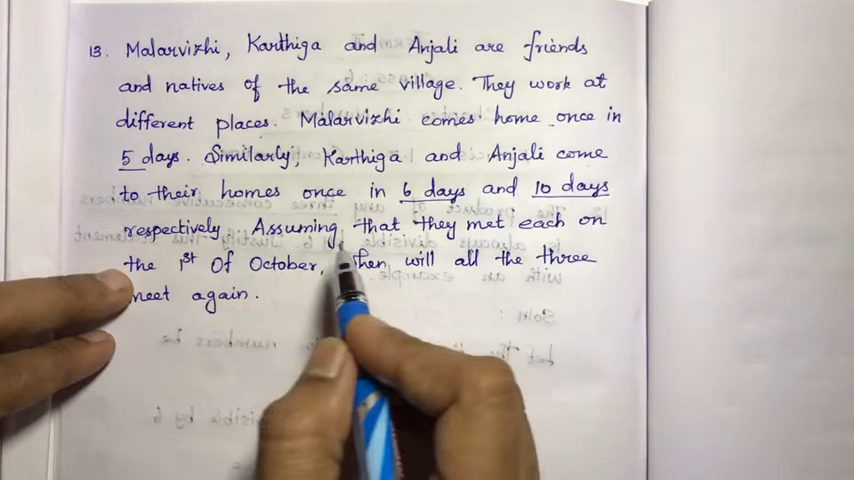 13. Malarvizhi, Karthiga and Anjali are friends
and natives of the same village. They work at
different places. Malarvizhi comes home once in
5 days. Similarly, Karthiga and Anjali come
to their homes once in 6 days and 10 days
respectively Assuming that they met each on
the 1st Of October, When will all the three
meet again.